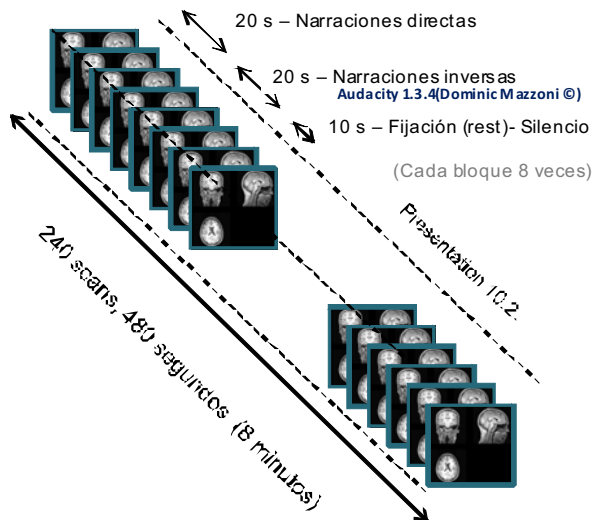 20 s – Narraciones directas
20 s – Narraciones inversas
Audacity 1.3.4(Dominic Mazzoni ©)
10 s – Fijación (rest)- Silencio
(Cada bloque 8 veces)
Presentation 10.2.
240 scans, 480 segundos (8 minutos)